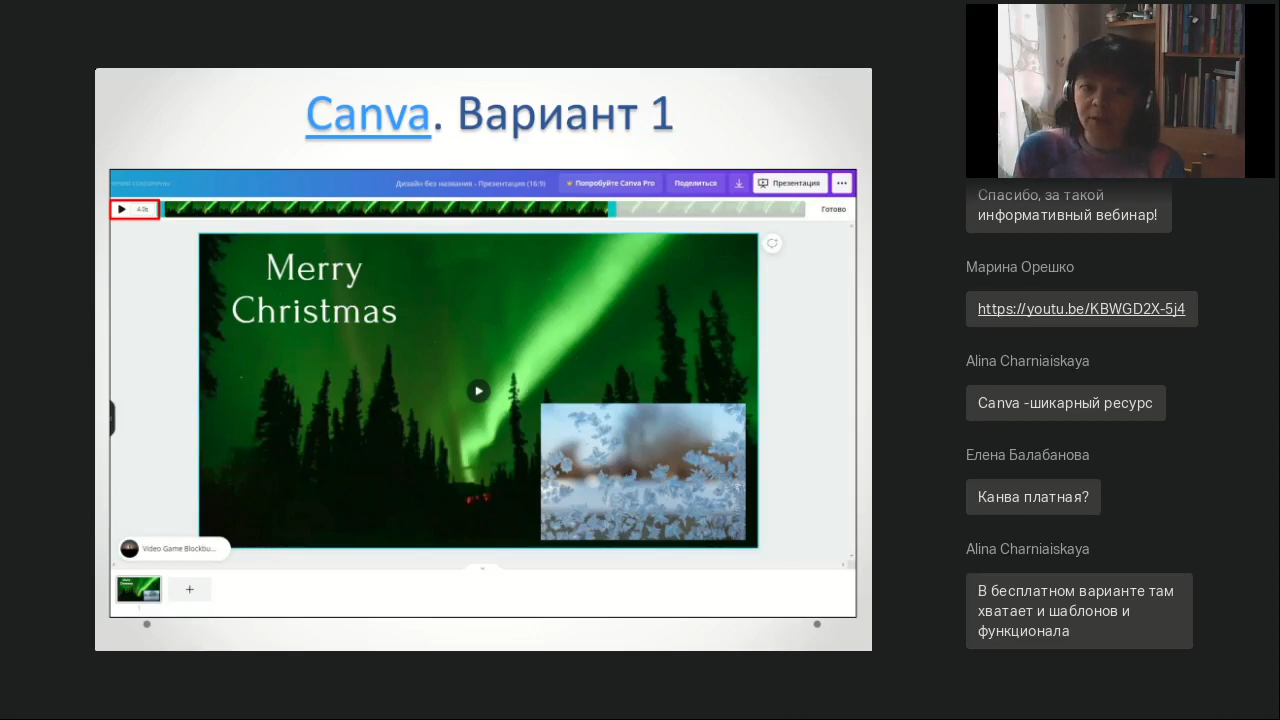 Canva. Вариант 1
Дизайн без названия - Презентация (16:9)
Попробуйте Canva Pro
Поделиться
Презентация
Готово
Merry
Christmas
Video Game Blockbu...
Спасибо, за такой
информативный вебинар!
Марина Орешко
https://youtu.be/KBWGD2X-5j4
Alina Charniaiskaya
Canva -шикарный ресурс
Елена Балабанова
Канва платная?
Alina Charniaiskaya
В бесплатном варианте там
хватает и шаблонов и
функционала